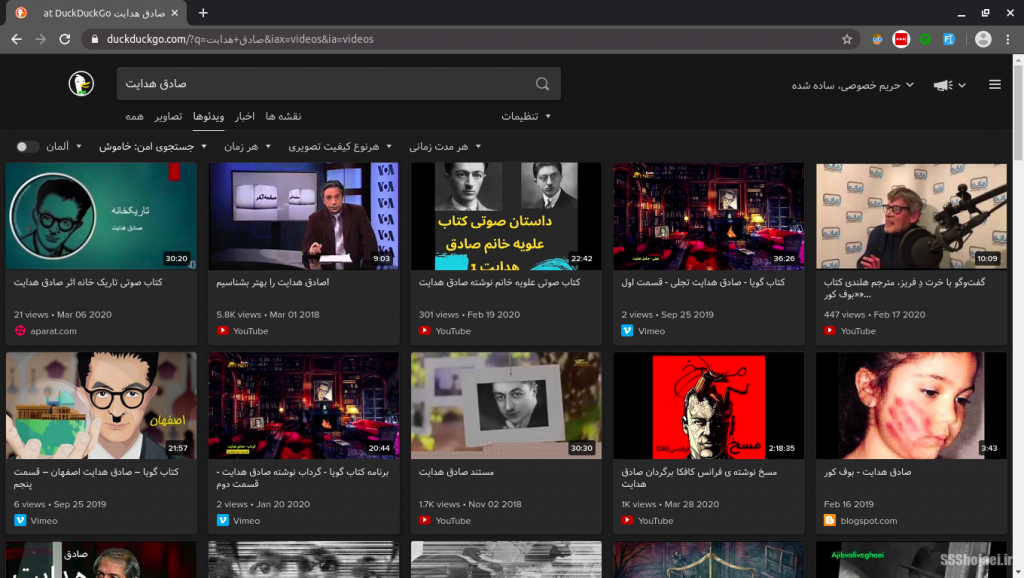 صادق هدایت at DuckDuckGo
duckduckgo.com/?q=صادق+هدایت&iax=videos&ia=videos
صادق هدایت
حریم خصوصی، ساده شده
همه تصاویر ویدئوها اخبار نقشه ها تنظیمات
آلمان جستجوی امن: خاموش هر زمان هرنوع کیفیت تصویری هر مدت زمانی
تاریکخانه
صادق هدایت
30:20
VOA
9:03
داستان صوتی کتاب
علویه خانم صادق
هدایت 1
22:42
36:26
10:09
کتاب صوتی تاریک خانه اثر صادق هدایت
21 views • Mar 06 2020
aparat.com
صادق هدایت را بهتر بشناسیم!
5.8K views • Mar 01 2018
YouTube
کتاب صوتی علویه خانم نوشته صادق هدایت
301 views • Feb 19 2020
YouTube
کتاب گویا - صادق هدایت تجلی - قسمت اول
2 views • Sep 25 2019
Vimeo
گفت‌وگو با خرت دِ فریز، مترجم هلندی کتاب
«بوف کور»...
447 views • Feb 17 2020
YouTube
اصفهان
21:57
20:44
30:30
مسخ
2:18:35
3:43
کتاب گویا – صادق هدایت اصفهان – قسمت
پنجم
6 views • Sep 25 2019
Vimeo
برنامه کتاب گویا - گرداب نوشته صادق هدایت -
قسمت دوم
2 views • Jan 20 2020
Vimeo
مستند صادق هدایت
1.7K views • Nov 02 2018
YouTube
مسخ نوشته ی فرانس کافکا برگردان صادق
هدایت
1K views • Mar 28 2020
YouTube
صادق هدایت - بوف کور
Feb 16 2019
blogspot.com
صادق
هدایت
Ajibvalivaghaei
SSShojaei.ir